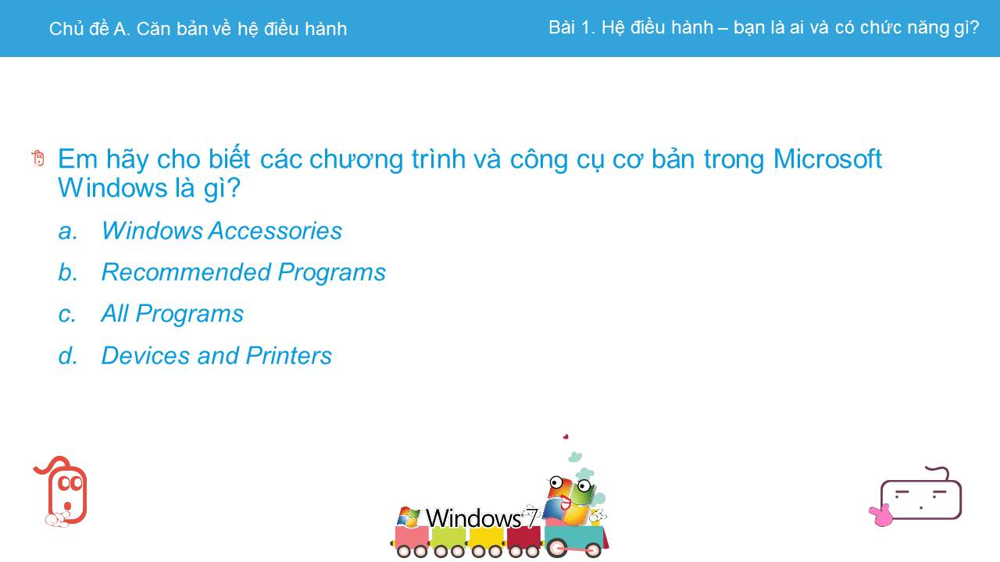 Chủ đề A. Căn bản về hệ điều hành
Bài 1. Hệ điều hành – bạn là ai và có chức năng gì?
Em hãy cho biết các chương trình và công cụ cơ bản trong Microsoft
Windows là gì?
a. Windows Accessories
b. Recommended Programs
c. All Programs
d. Devices and Printers
Windows 7